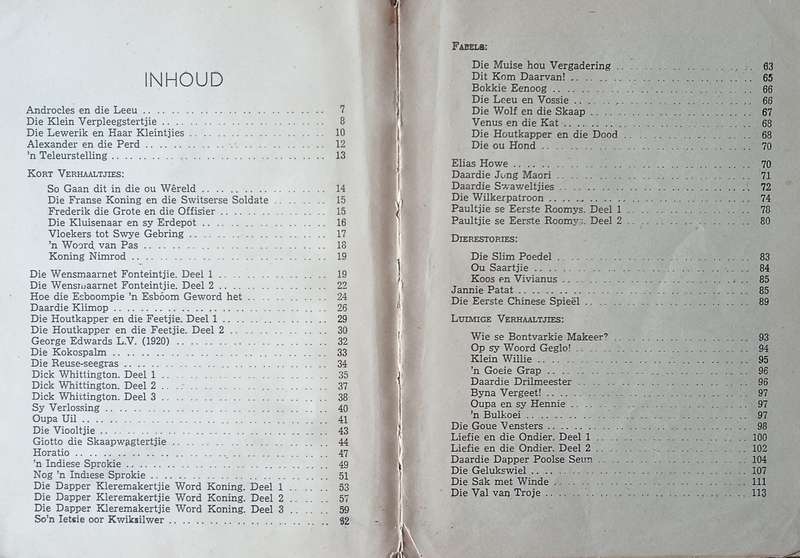 INHOUD
Androcles en die Leeu 7
Die Klein Verpleegstertjie 8
Die Lewerik en Haar Kleintjies 10
Alexander en die Perd 12
'n Teleurstelling 13
KORT VERHAALTJIES:
So Gaan dit in die ou Wêreld 14
Die Franse Koning en die Switserse Soldate 15
Frederik die Grote en die Offisier 15
Die Kluisenaar en sy Erdepot 16
Vloekers tot Swye Gebring 17
'n Woord van Pas 18
Koning Nimrod 19
Die Wensmaarnet Fonteintjie. Deel 1 19
Die Wensmaarnet Fonteintjie. Deel 2 22
Hoe die Esboompie 'n Esboom Geword het 24
Daardie Klimop 26
Die Houtkapper en die Feetjie. Deel 1 29
Die Houtkapper en die Feetjie. Deel 2 30
George Edwards L.V. (1920) 32
Die Kokospalm 33
Die Reuse-seegras 34
Dick Whittington. Deel 1 35
Dick Whittington. Deel 2 37
Dick Whittington. Deel 3 38
Sy Verlossing 40
Oupa Uil 41
Die Viooltjie 43
Giotto die Skaapwagtertjie 44
Horatio 47
'n Indiese Sprokie 49
Nog 'n Indiese Sprokie 51
Die Dapper Kleremakertjie Word Koning. Deel 1 53
Die Dapper Kleremakertjie Word Koning. Deel 2 57
Die Dapper Kleremakertjie Word Koning. Deel 3 59
So'n Ietsie oor Kwiksilwer 62
FABELS:
Die Muise hou Vergadering 63
Dit Kom Daarvan! 65
Bokkie Eenoog 66
Die Leeu en Vossie 66
Die Wolf en die Skaap 67
Venus en die Kat 68
Die Houtkapper en die Dood 68
Die ou Hond 70
Elias Howe 70
Daardie Jong Maori 71
Daardie Swaweltjies 72
Die Wilkerpatroon 74
Paultjie se Eerste Roomys. Deel 1 78
Paultjie se Eerste Roomys. Deel 2 80
DIERESTORIES:
Die Slim Poedel 83
Ou Saartjie 84
Koos en Vivianus 85
Jannie Patat 85
Die Eerste Chinese Spieël 89
LUIMIGE VERHAALTJIES:
Wie se Bontvarkie Makeer? 93
Op sy Woord Geglo! 94
Klein Willie 95
'n Goeie Grap 96
Daardie Drilmeester 96
Byna Vergeet! 97
Oupa en sy Hennie 97
'n Bulkoei 97
Die Goue Vensters 98
Liefie en die Ondier. Deel 1 100
Liefie en die Ondier. Deel 2 102
Daardie Dapper Poolse Seun 104
Die Gelukswiel 107
Die Sak met Winde 111
Die Val van Troje 113